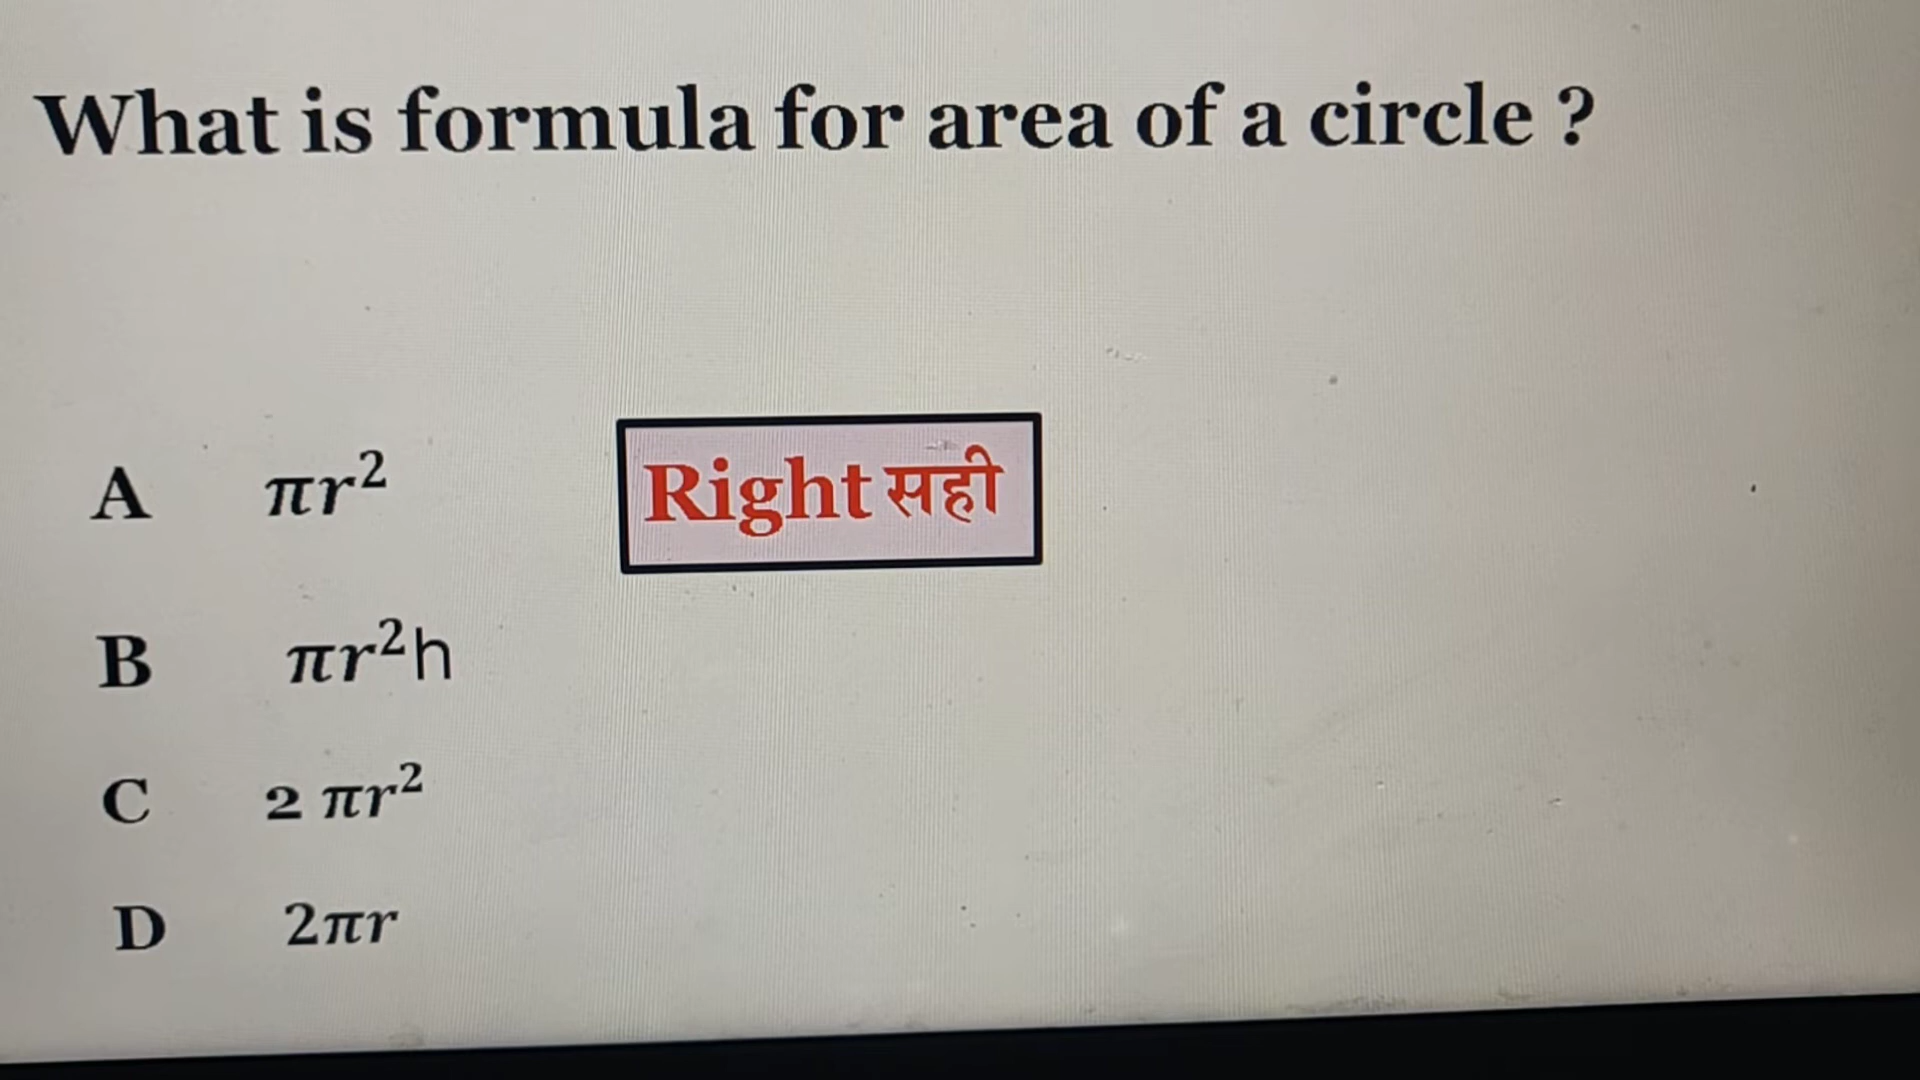 What is formula for area of a circle ?
A πr² Right सही
B πr²h
C 2 πr²
D 2πr